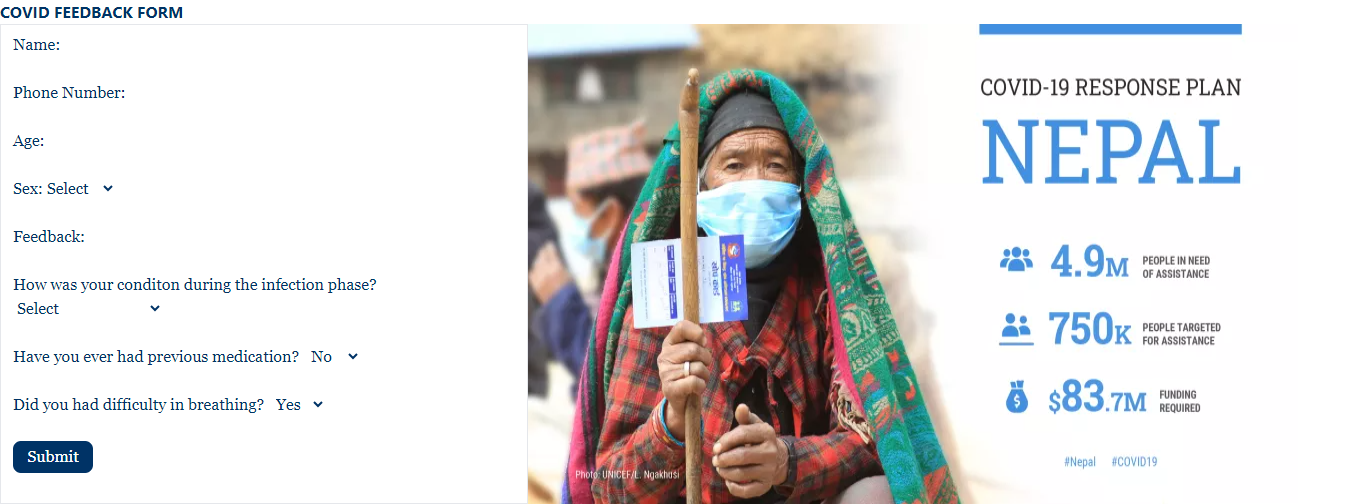 COVID FEEDBACK FORM
Name:
Phone Number:
Age:
Sex: Select
Feedback:
How was your conditon during the infection phase?
Select
Have you ever had previous medication? No
Did you had difficulty in breathing? Yes
Submit
Photo: UNICEF/L. Ngakhusi
COVID-19 RESPONSE PLAN
NEPAL
4.9M PEOPLE IN NEED
OF ASSISTANCE
750K PEOPLE TARGETED
FOR ASSISTANCE
$83.7M FUNDING
REQUIRED
#Nepal #COVID19